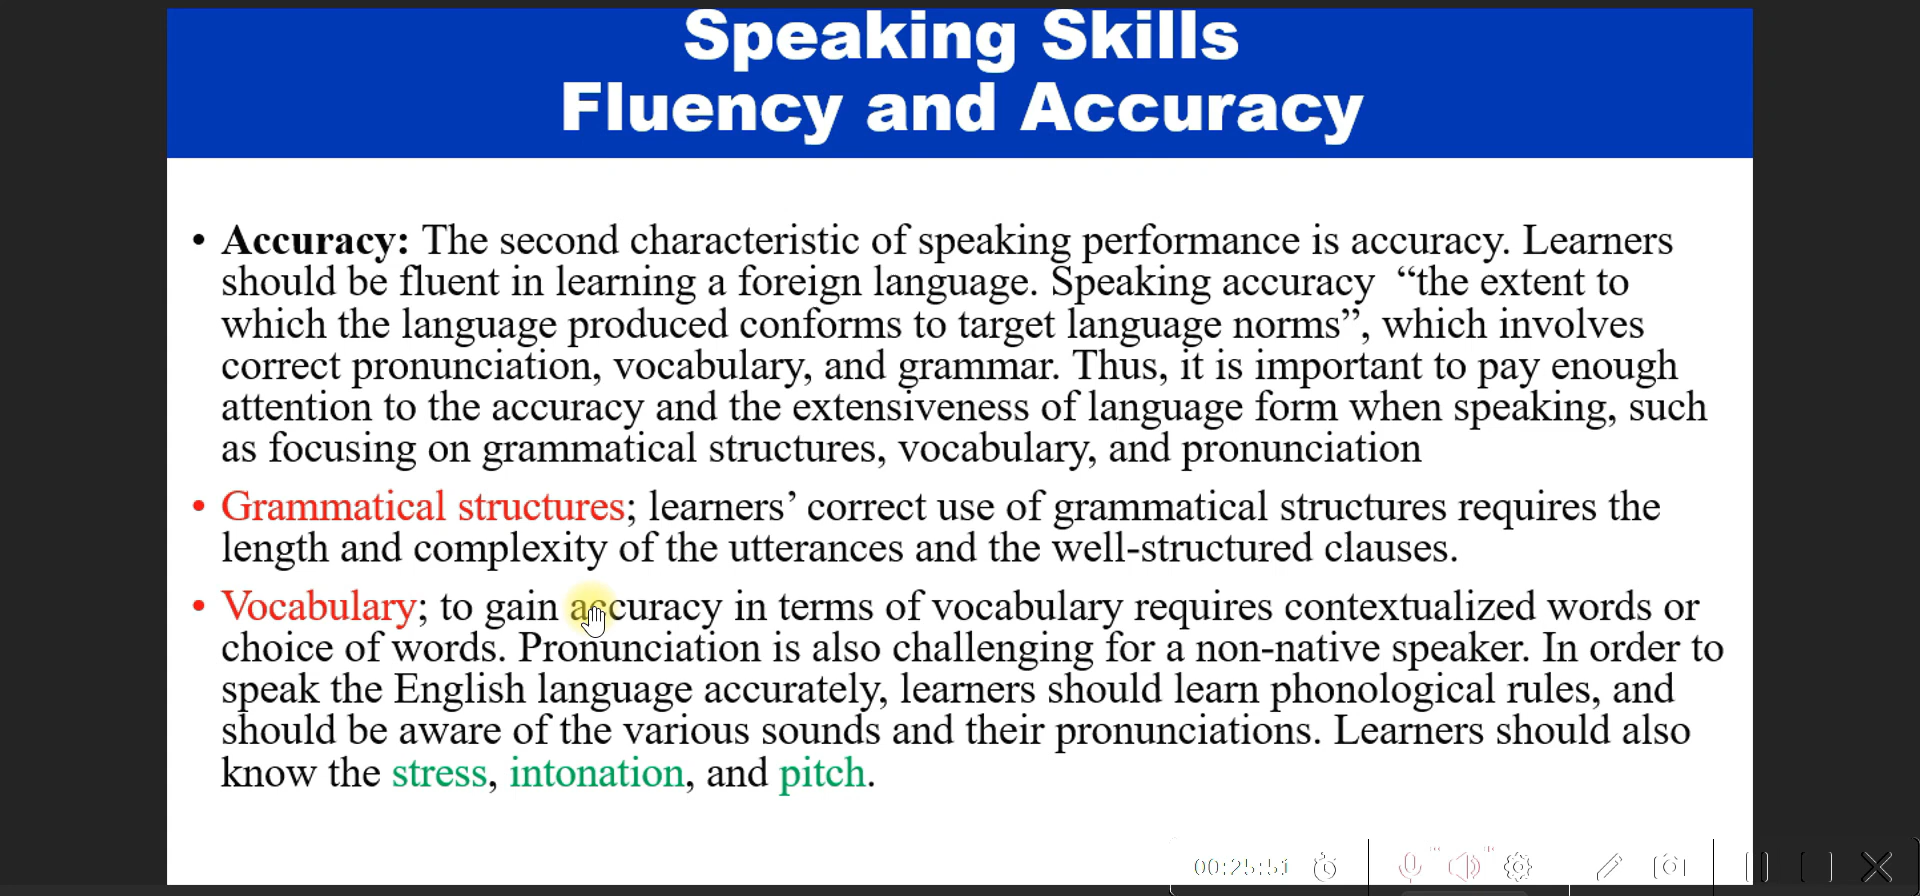 Speaking Skills
Fluency and Accuracy
• Accuracy: The second characteristic of speaking performance is accuracy. Learners
should be fluent in learning a foreign language. Speaking accuracy “the extent to
which the language produced conforms to target language norms”, which involves
correct pronunciation, vocabulary, and grammar. Thus, it is important to pay enough
attention to the accuracy and the extensiveness of language form when speaking, such
as focusing on grammatical structures, vocabulary, and pronunciation
• Grammatical structures; learners’ correct use of grammatical structures requires the
length and complexity of the utterances and the well-structured clauses.
• Vocabulary; to gain accuracy in terms of vocabulary requires contextualized words or
choice of words. Pronunciation is also challenging for a non-native speaker. In order to
speak the English language accurately, learners should learn phonological rules, and
should be aware of the various sounds and their pronunciations. Learners should also
know the stress, intonation, and pitch.
00:25:51